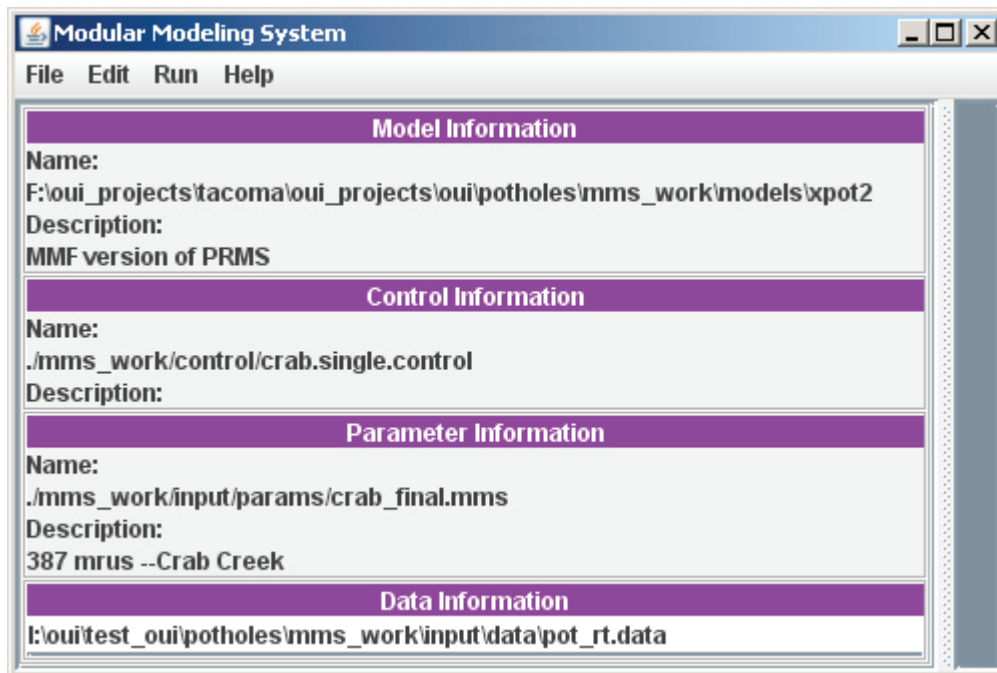 Modular Modeling System
File Edit Run Help
Model Information
Name:
F:\oui_projects\tacoma\oui_projects\oui\potholes\mms_work\models\xpot2
Description:
MMF version of PRMS
Control Information
Name:
./mms_work/control/crab.single.control
Description:
Parameter Information
Name:
./mms_work/input/params/crab_final.mms
Description:
387 mrus --Crab Creek
Data Information
I:\oui\test_oui\potholes\mms_work\input\data\pot_rt.data